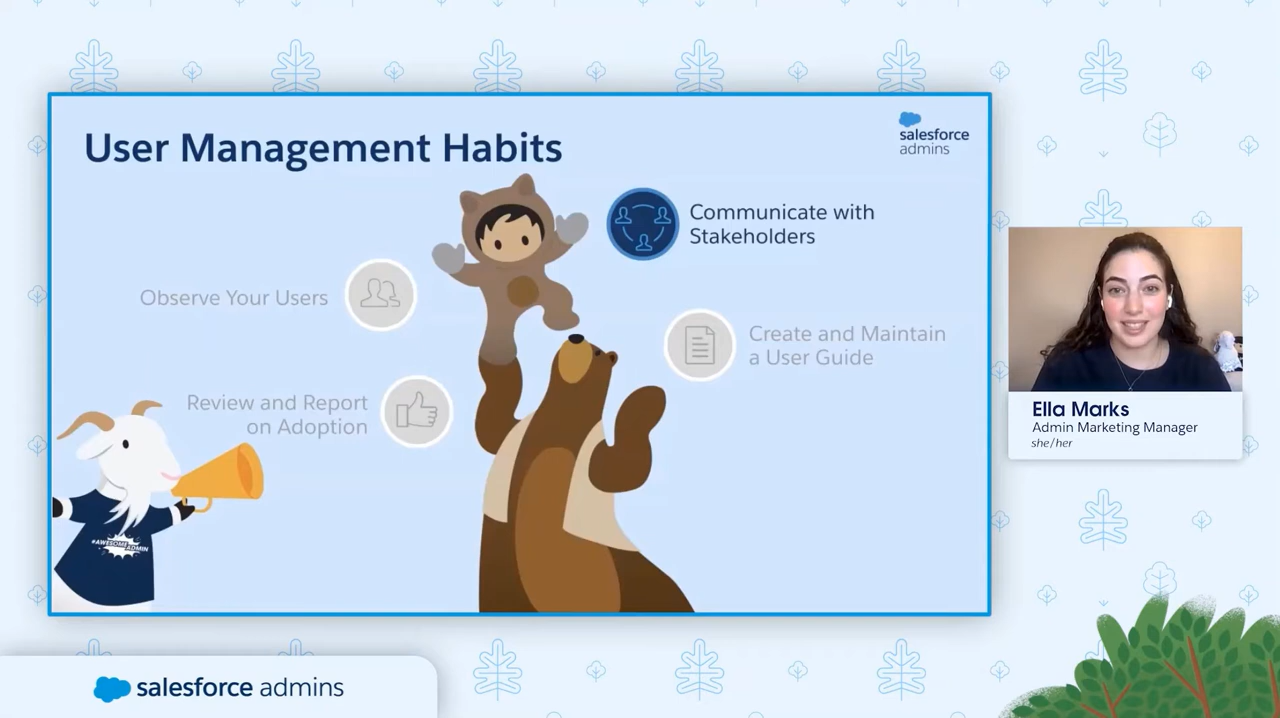 User Management Habits
salesforce
admins
Communicate with
Stakeholders
Observe Your Users
Create and Maintain
a User Guide
Review and Report
on Adoption
#AWESOME ADMIN
Ella Marks
Admin Marketing Manager
she/her
salesforce admins